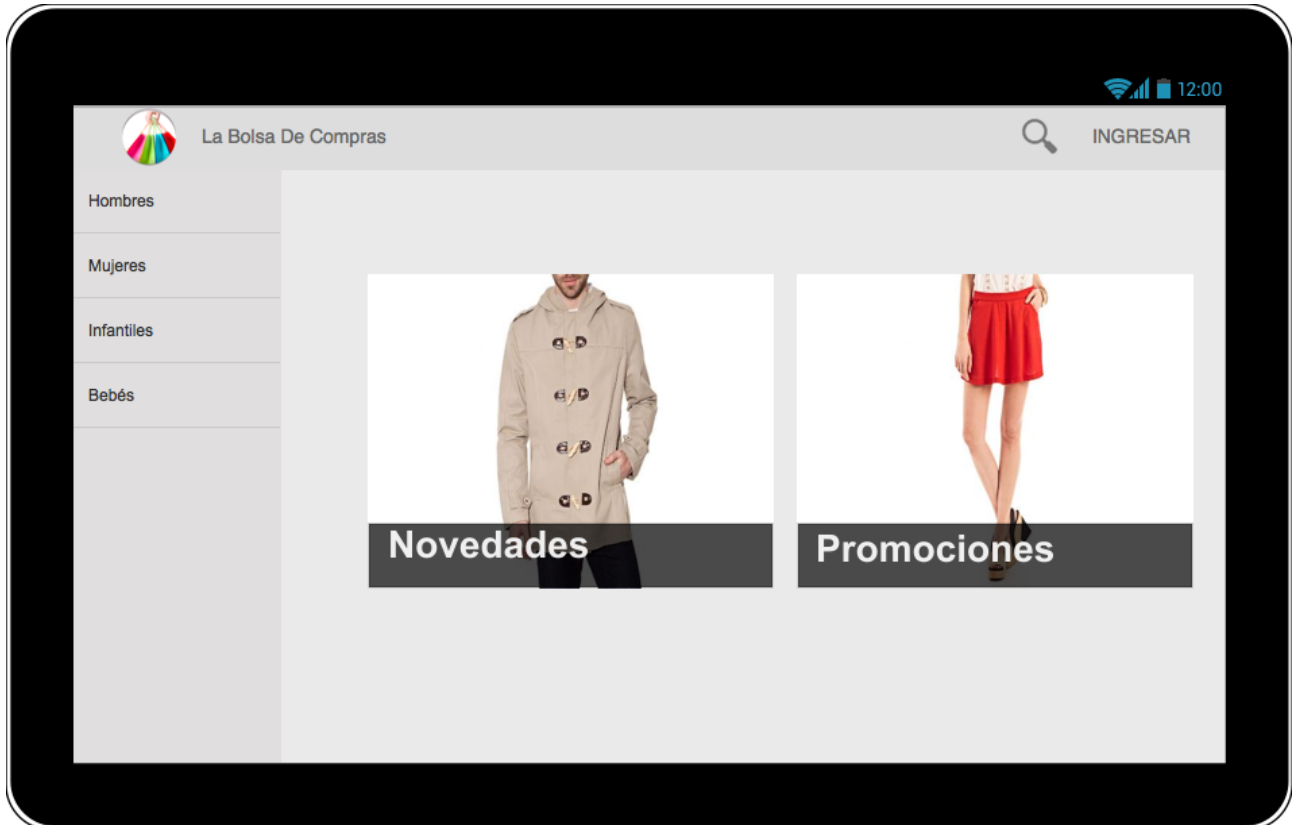 12:00
La Bolsa De Compras
INGRESAR
Hombres
Mujeres
Infantiles
Bebés
Novedades
Promociones